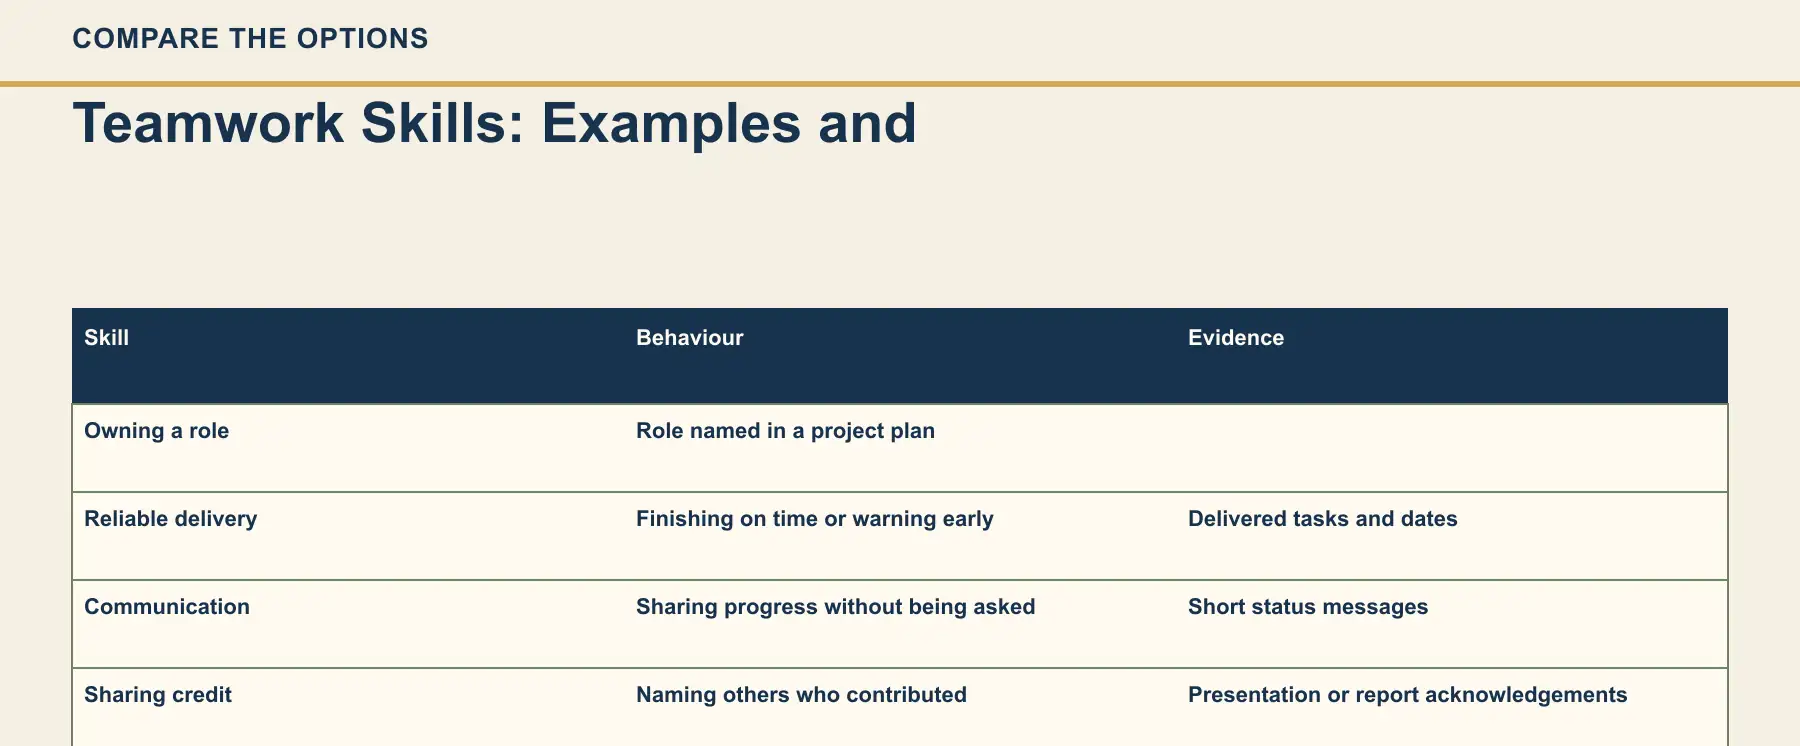 COMPARE THE OPTIONS
Teamwork Skills: Examples and
Skill Behaviour Evidence
Owning a role Role named in a project plan
Reliable delivery Finishing on time or warning early Delivered tasks and dates
Communication Sharing progress without being asked Short status messages
Sharing credit Naming others who contributed Presentation or report acknowledgements